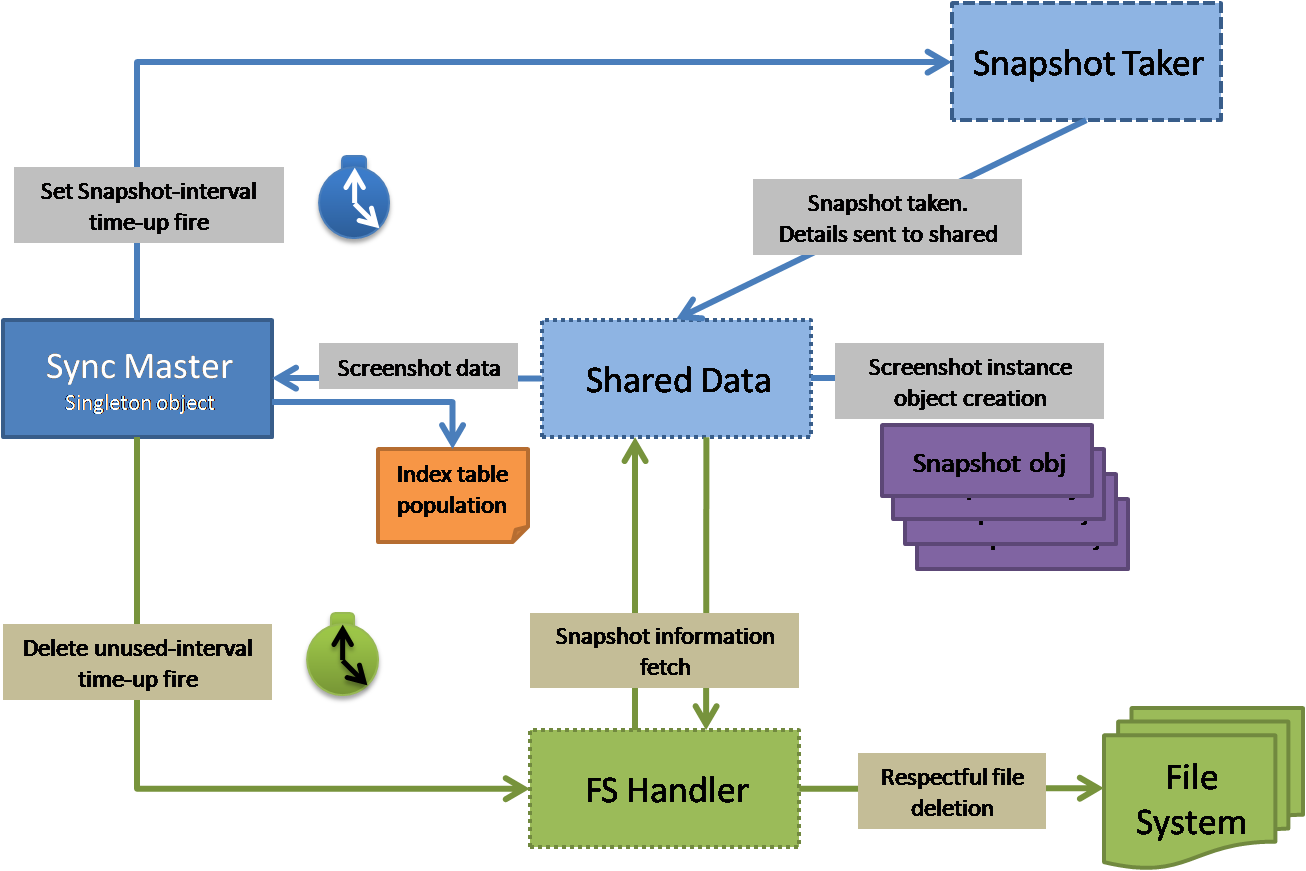 Snapshot Taker
Set Snapshot-interval
time-up fire
Snapshot taken.
Details sent to shared
Sync Master
Singleton object
Screenshot data
Shared Data
Screenshot instance
object creation
Index table
population
Snapshot obj
Delete unused-interval
time-up fire
Snapshot information
fetch
FS Handler
Respectful file
deletion
File
System